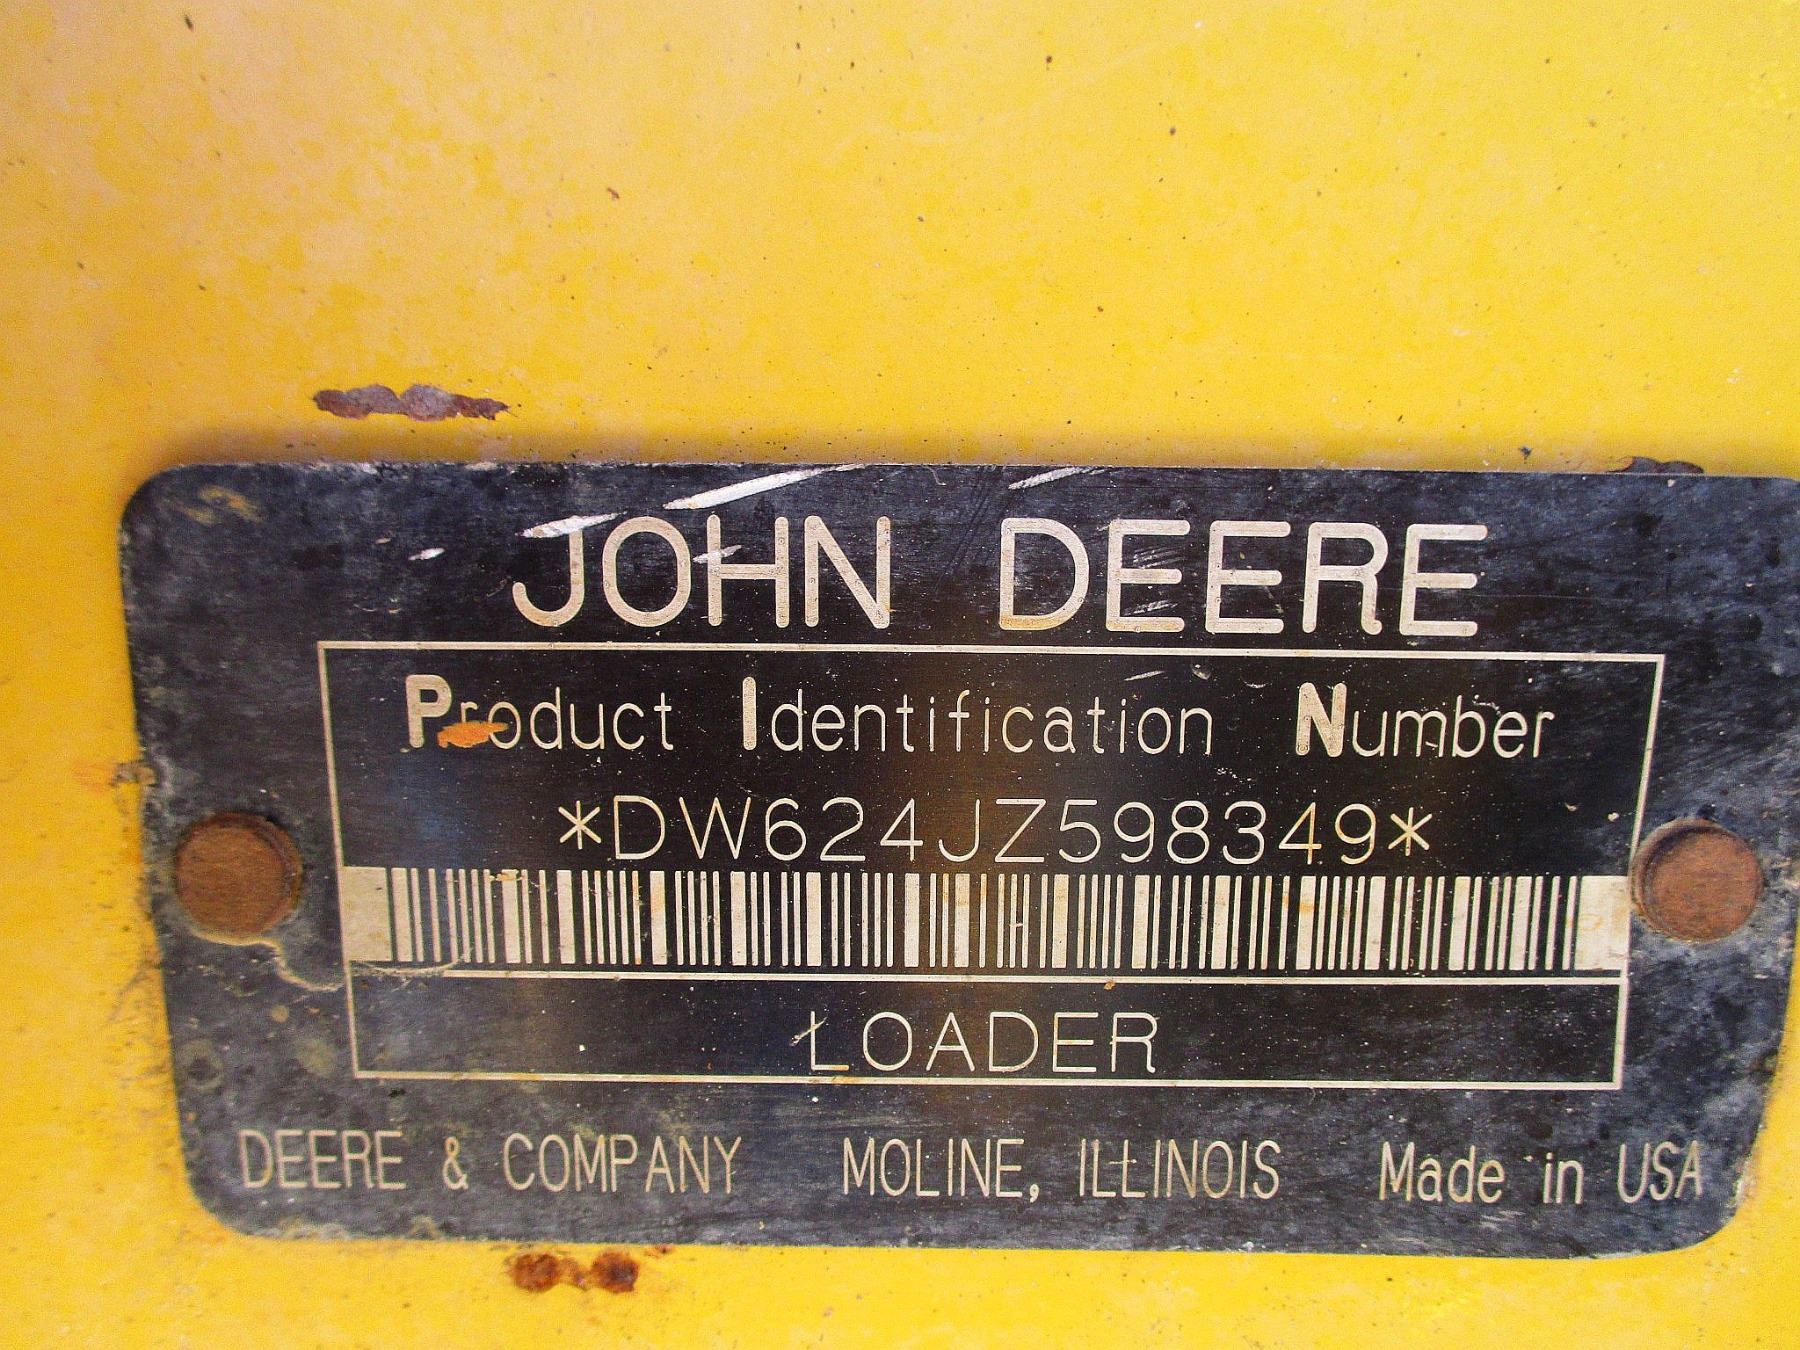 JOHN DEERE
Product Identification Number
*DW624JZ598349*
LOADER
DEERE & COMPANY MOLINE, ILLINOIS Made in USA